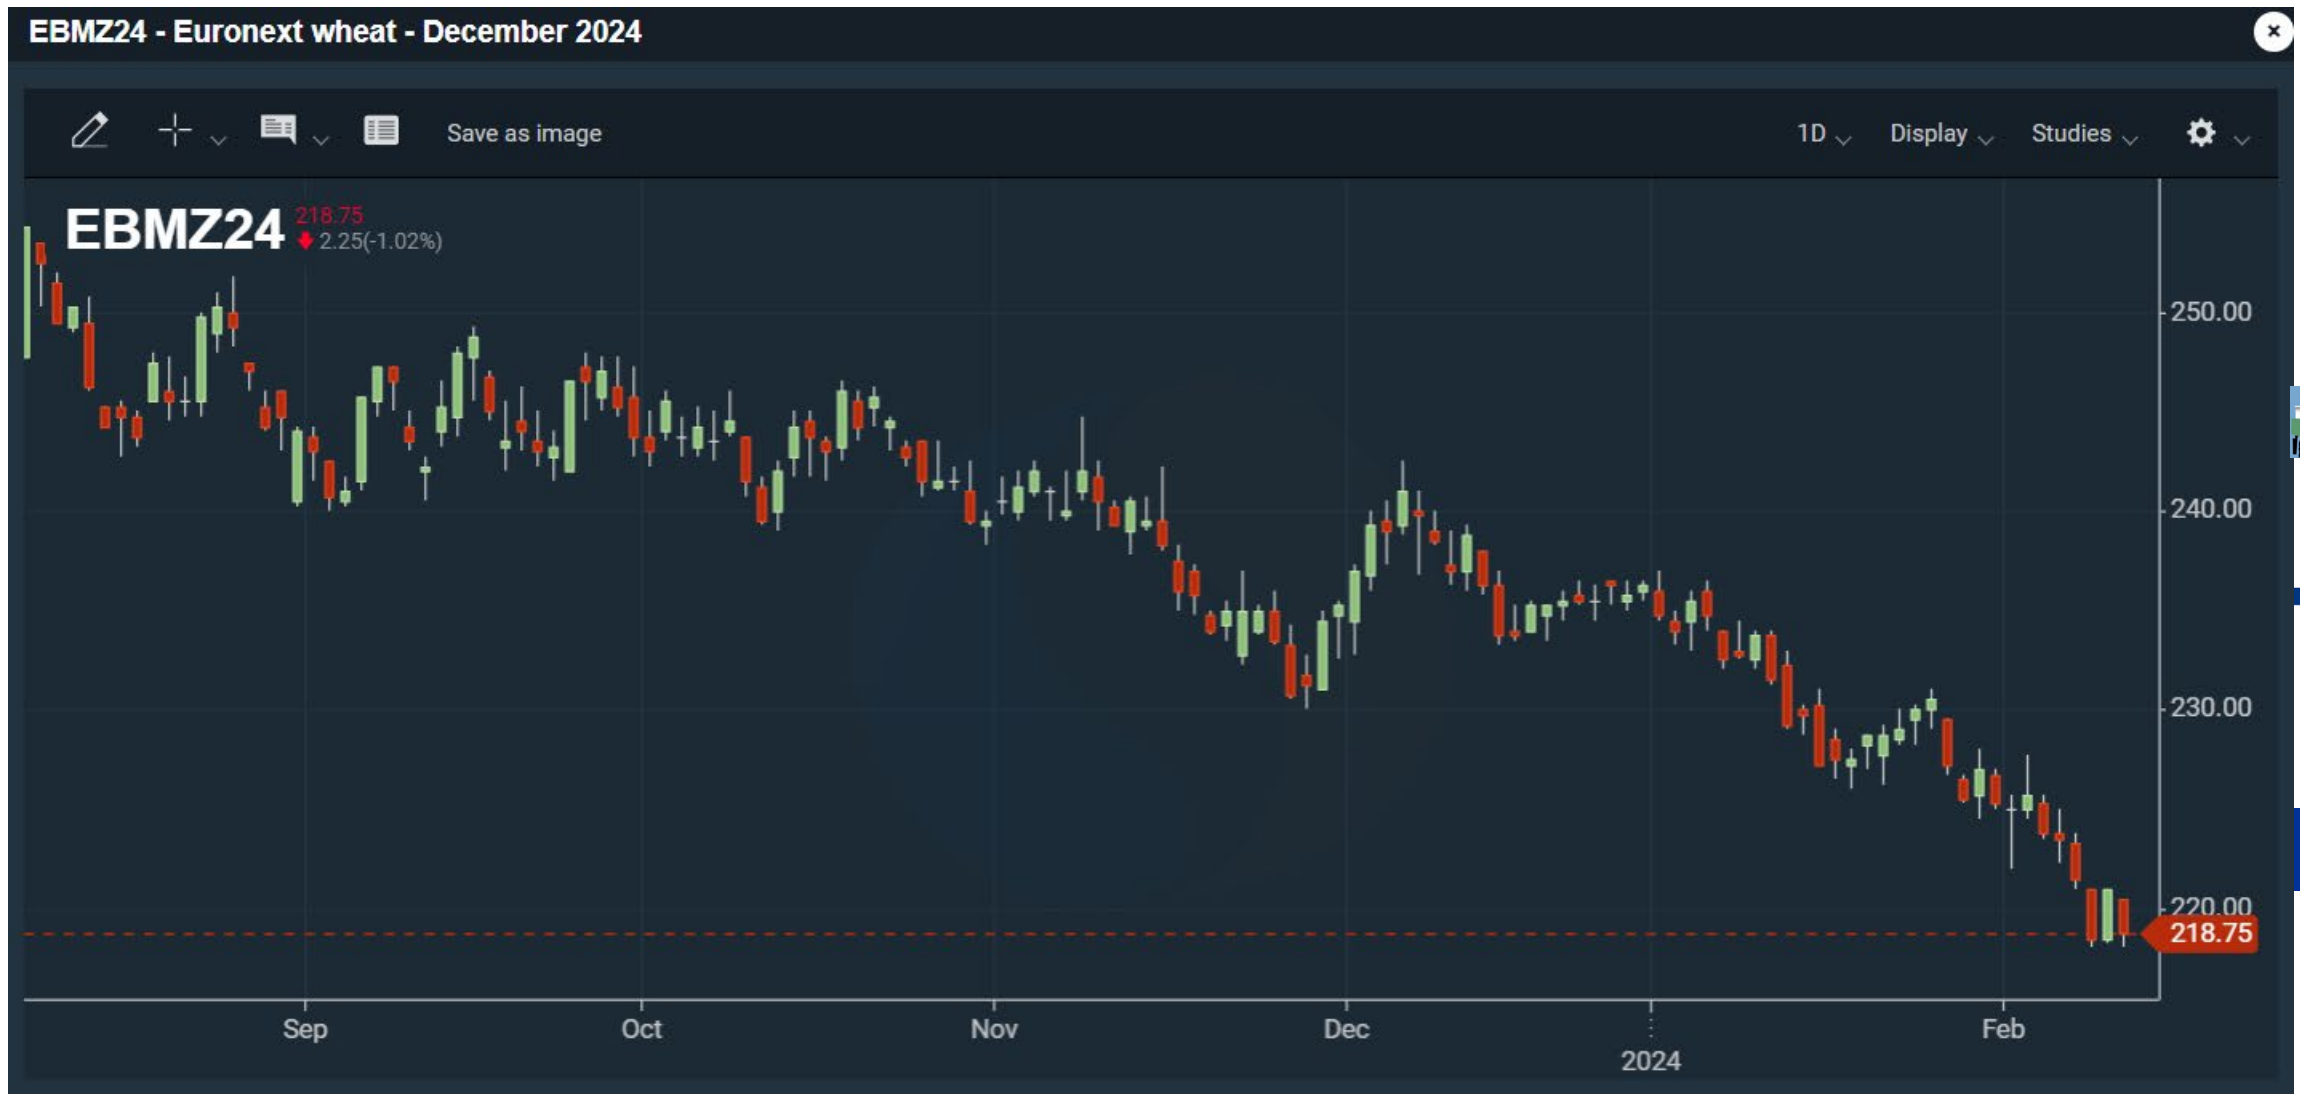 EBMZ24 - Euronext wheat - December 2024
Save as image
1D
Display
Studies
EBMZ24
218.75
2.25(-1.02%)
250.00
240.00
230.00
220.00
218.75
Sep
Oct
Nov
Dec
Feb
2024